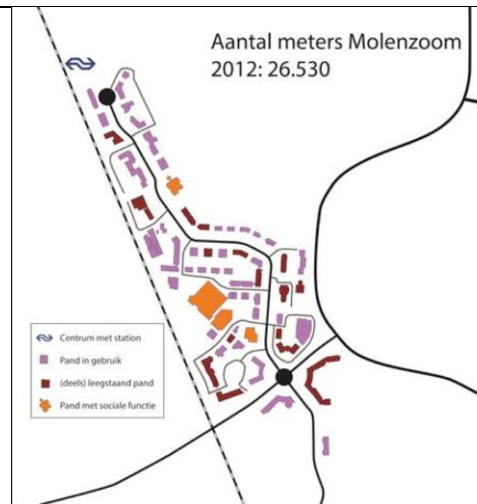 Aantal meters Molenzoom
2012: 26.530
Centrum met station
Pand in gebruik
(deels) leegstaand pand
Pand met sociale functie